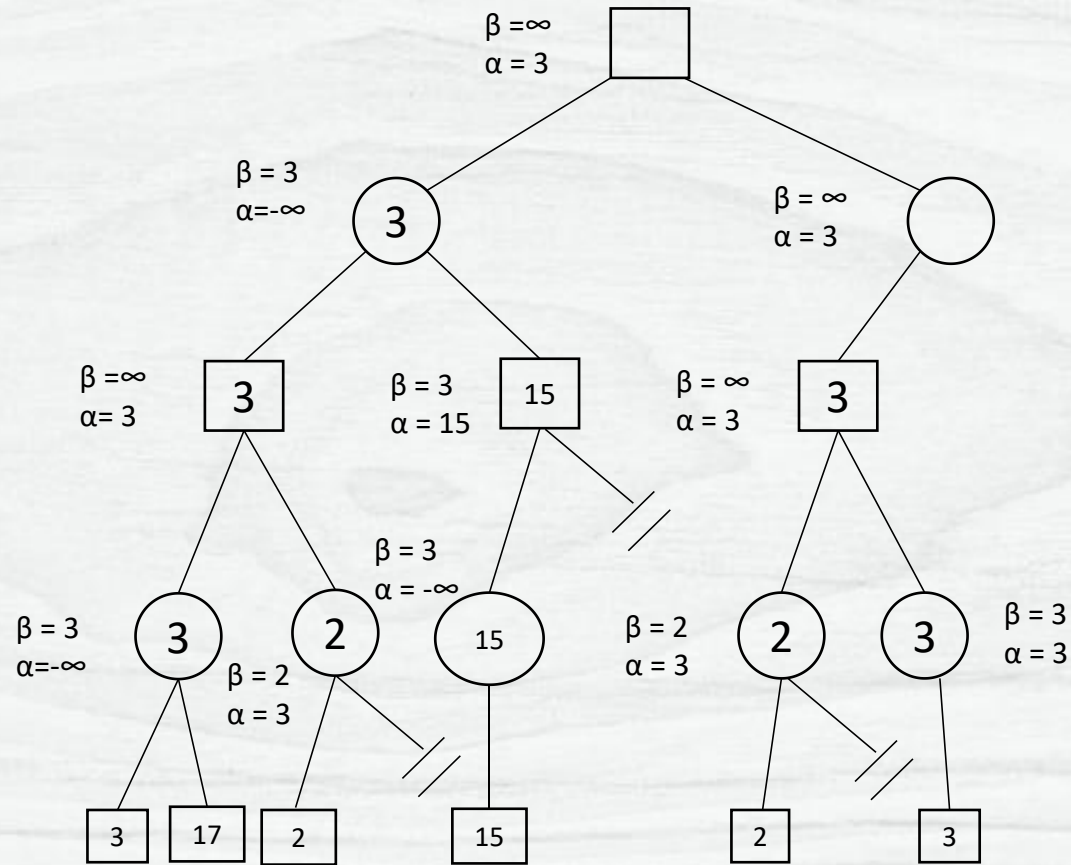 β =∞
α = 3
β = 3
α=-∞
3
β = ∞
α = 3
β =∞
α= 3
3
β = 3
α = 15
15
β = ∞
α = 3
3
β = 3
α=-∞
3
β = 2
α = 3
2
β = 3
α = -∞
15
β = 2
α = 3
2
3
β = 3
α = 3
3
17
2
15
2
3